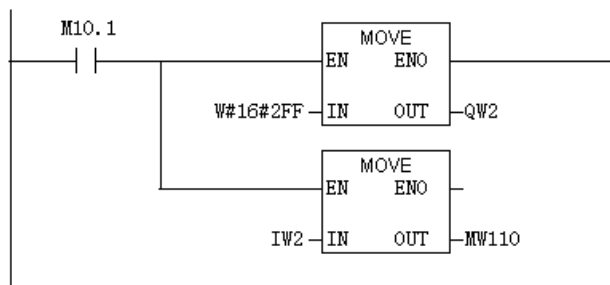 M10.1
MOVE
EN ENO
W#16#2FF IN OUT QW2
MOVE
EN ENO
IW2 IN OUT MW110